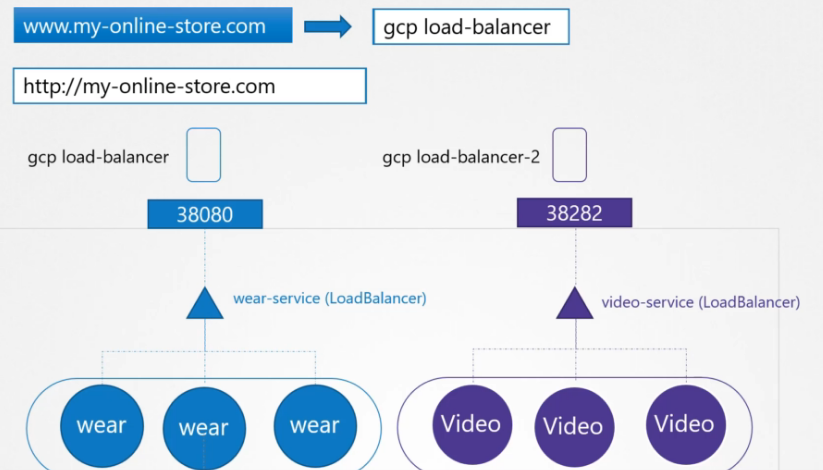 www.my-online-store.com
gcp load-balancer
http://my-online-store.com
gcp load-balancer
gcp load-balancer-2
38080
38282
wear-service (LoadBalancer)
video-service (LoadBalancer)
wear
wear
wear
Video
Video
Video